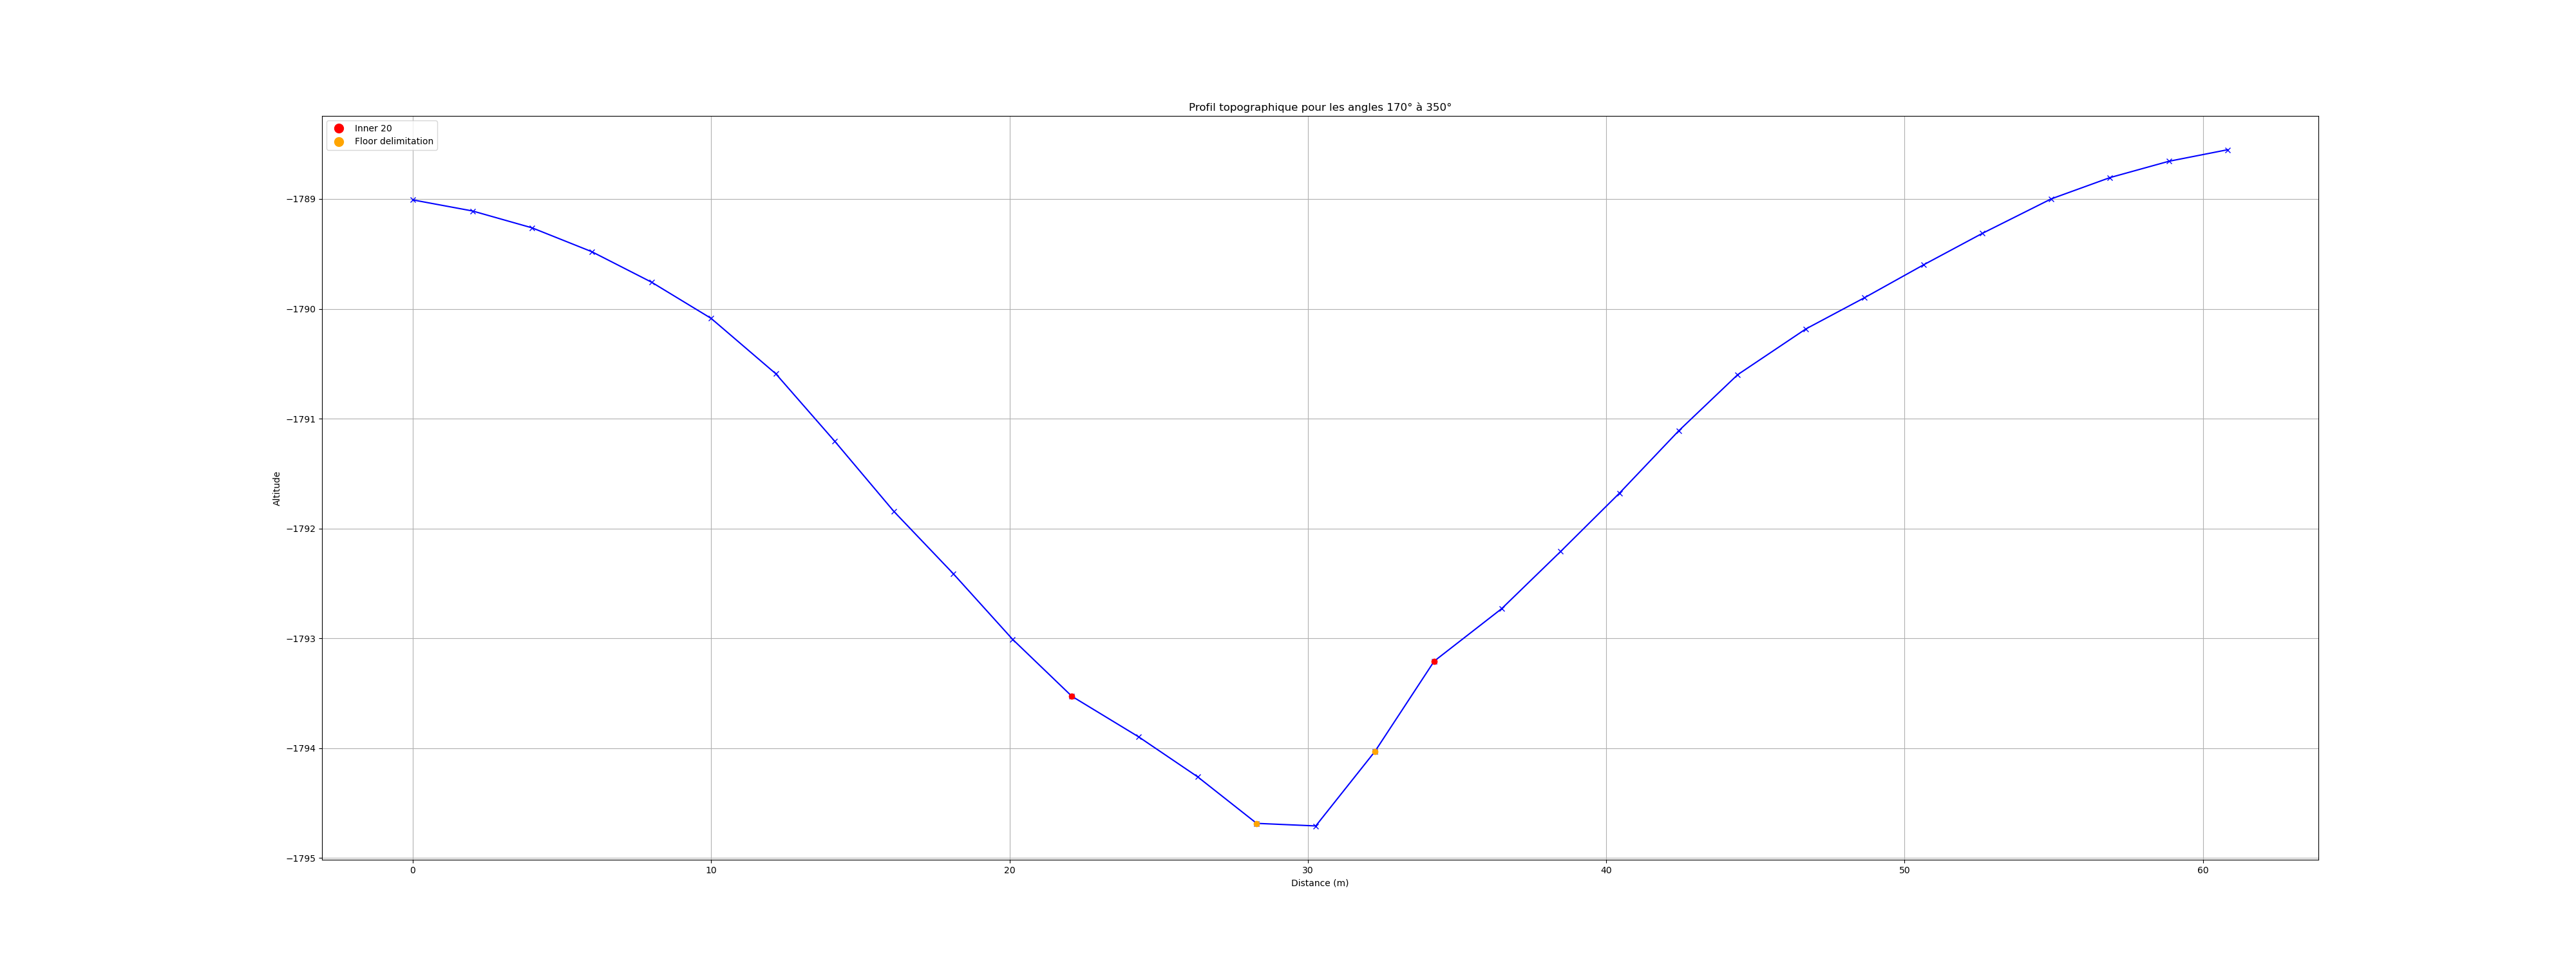 Profil topographique pour les angles 170° à 350°
Inner 20
Floor delimitation
−1789
−1790
−1791
−1792
−1793
−1794
−1795
Altitude
0 10 20 30 40 50 60
Distance (m)